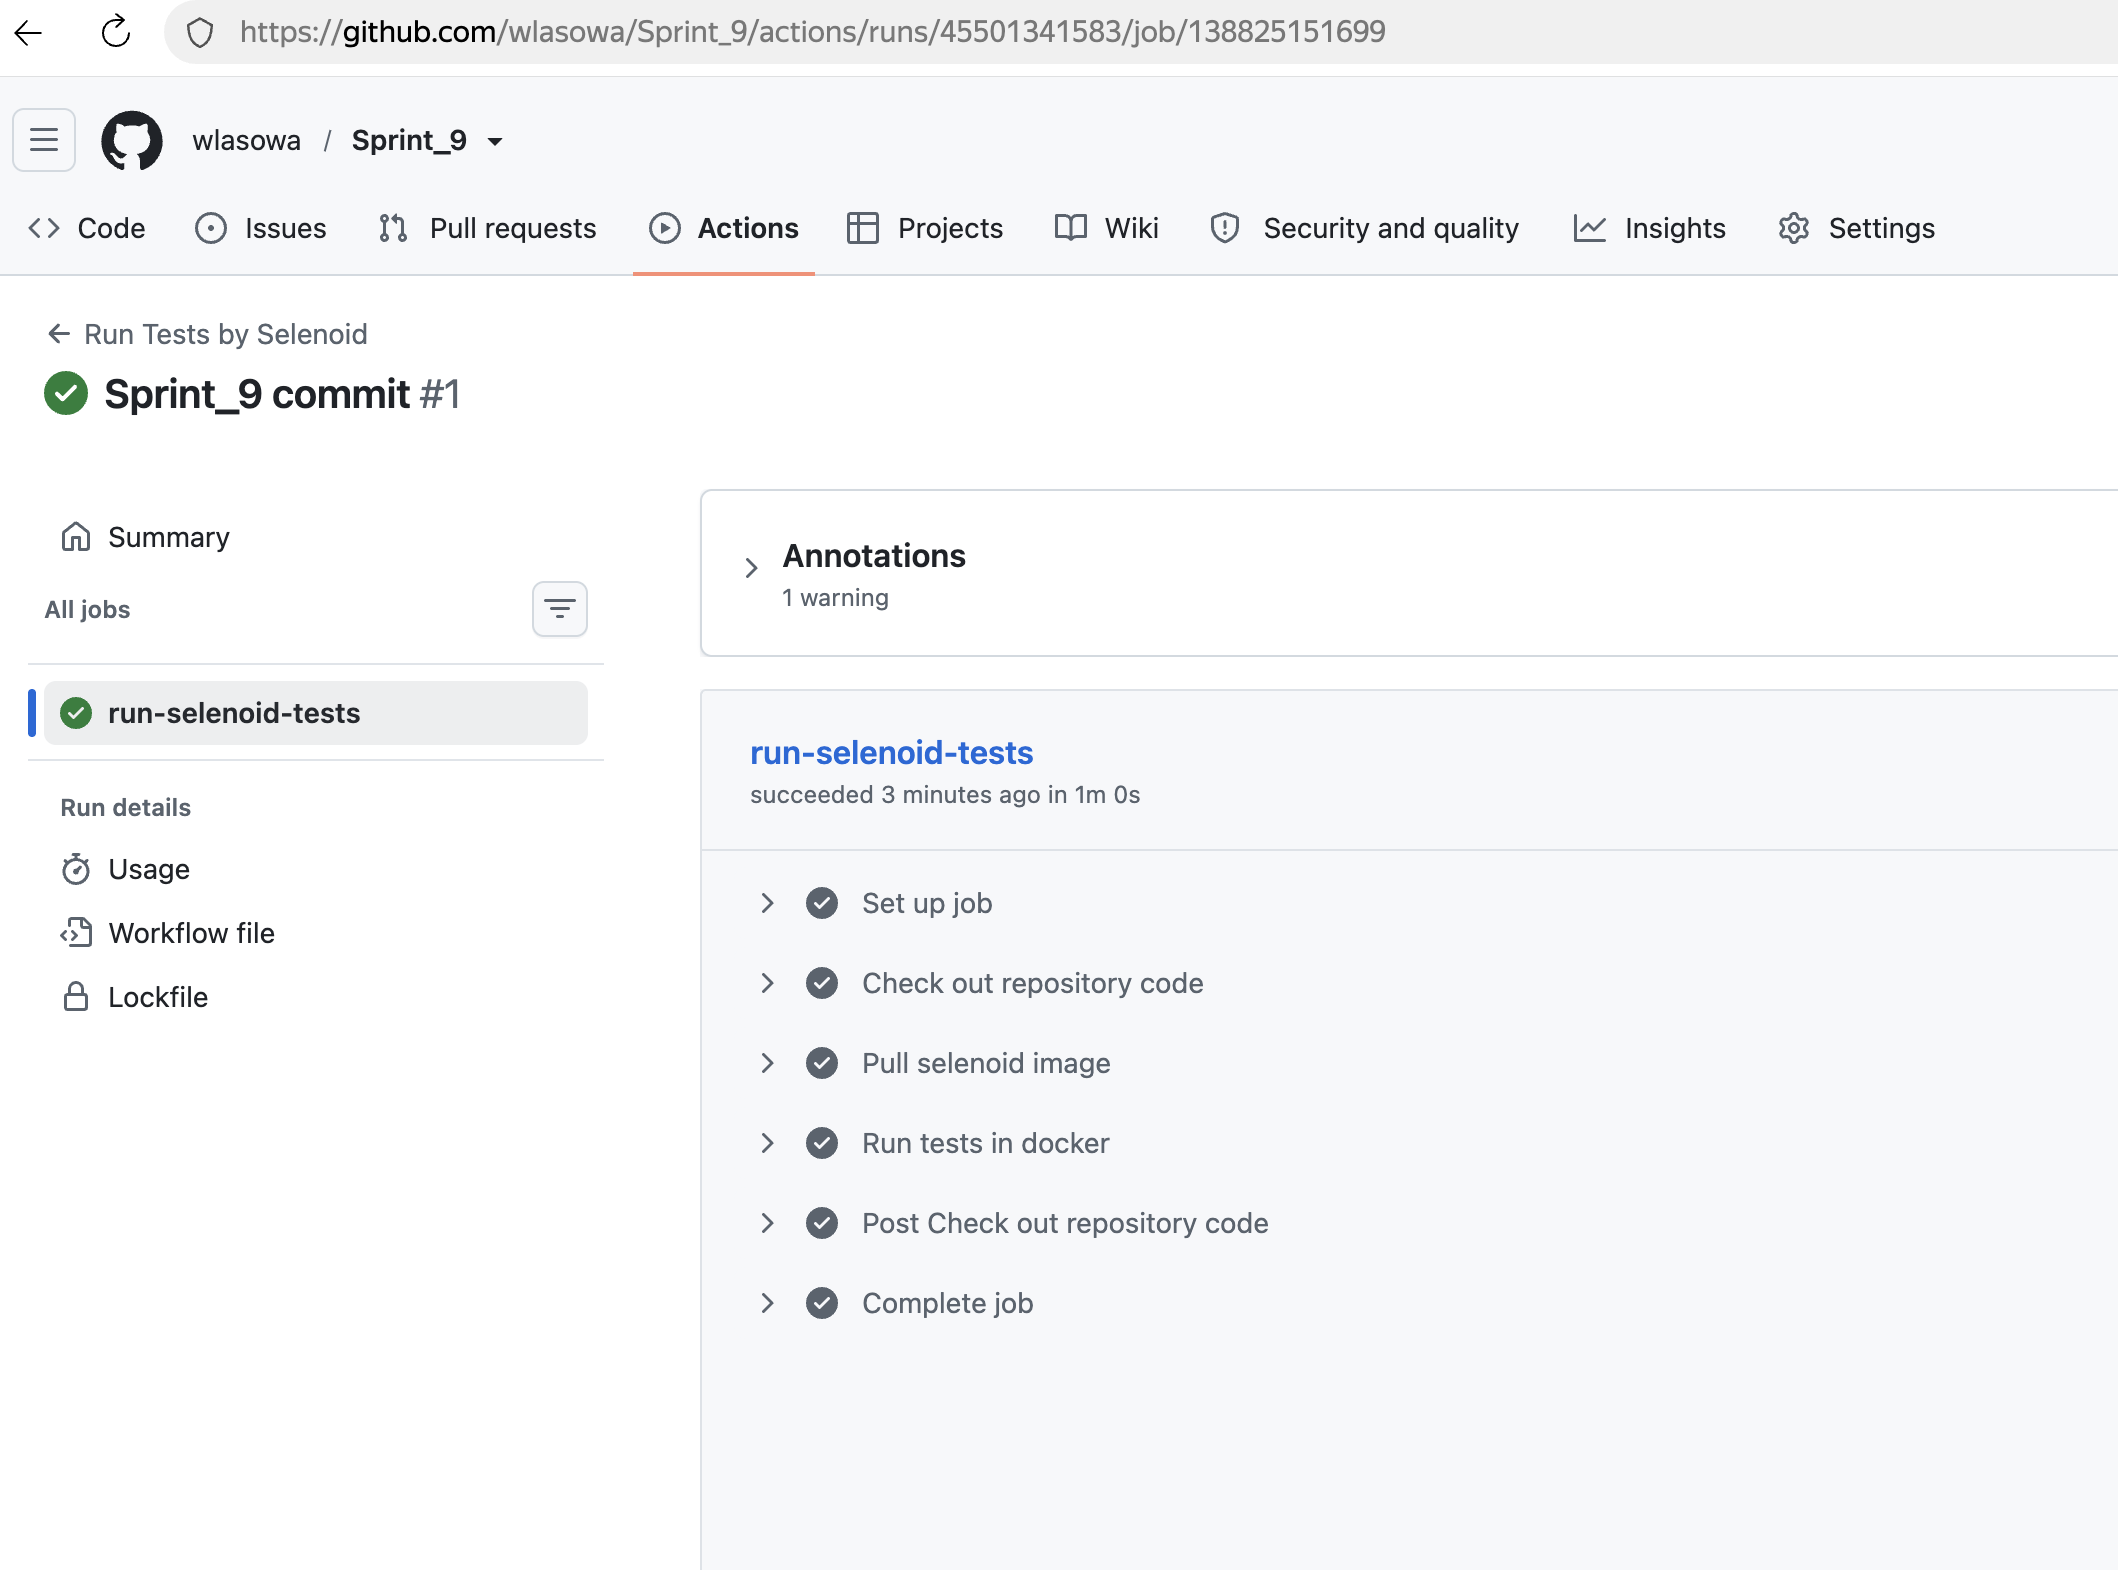 https://github.com/wlasowa/Sprint_9/actions/runs/45501341583/job/138825151699
wlasowa / Sprint_9
Code Issues Pull requests Actions Projects Wiki Security and quality Insights Settings
Run Tests by Selenoid
Sprint_9 commit #1
Summary
All jobs
run-selenoid-tests
Run details
Usage
Workflow file
Lockfile
Annotations
1 warning
run-selenoid-tests
succeeded 3 minutes ago in 1m 0s
Set up job
Check out repository code
Pull selenoid image
Run tests in docker
Post Check out repository code
Complete job